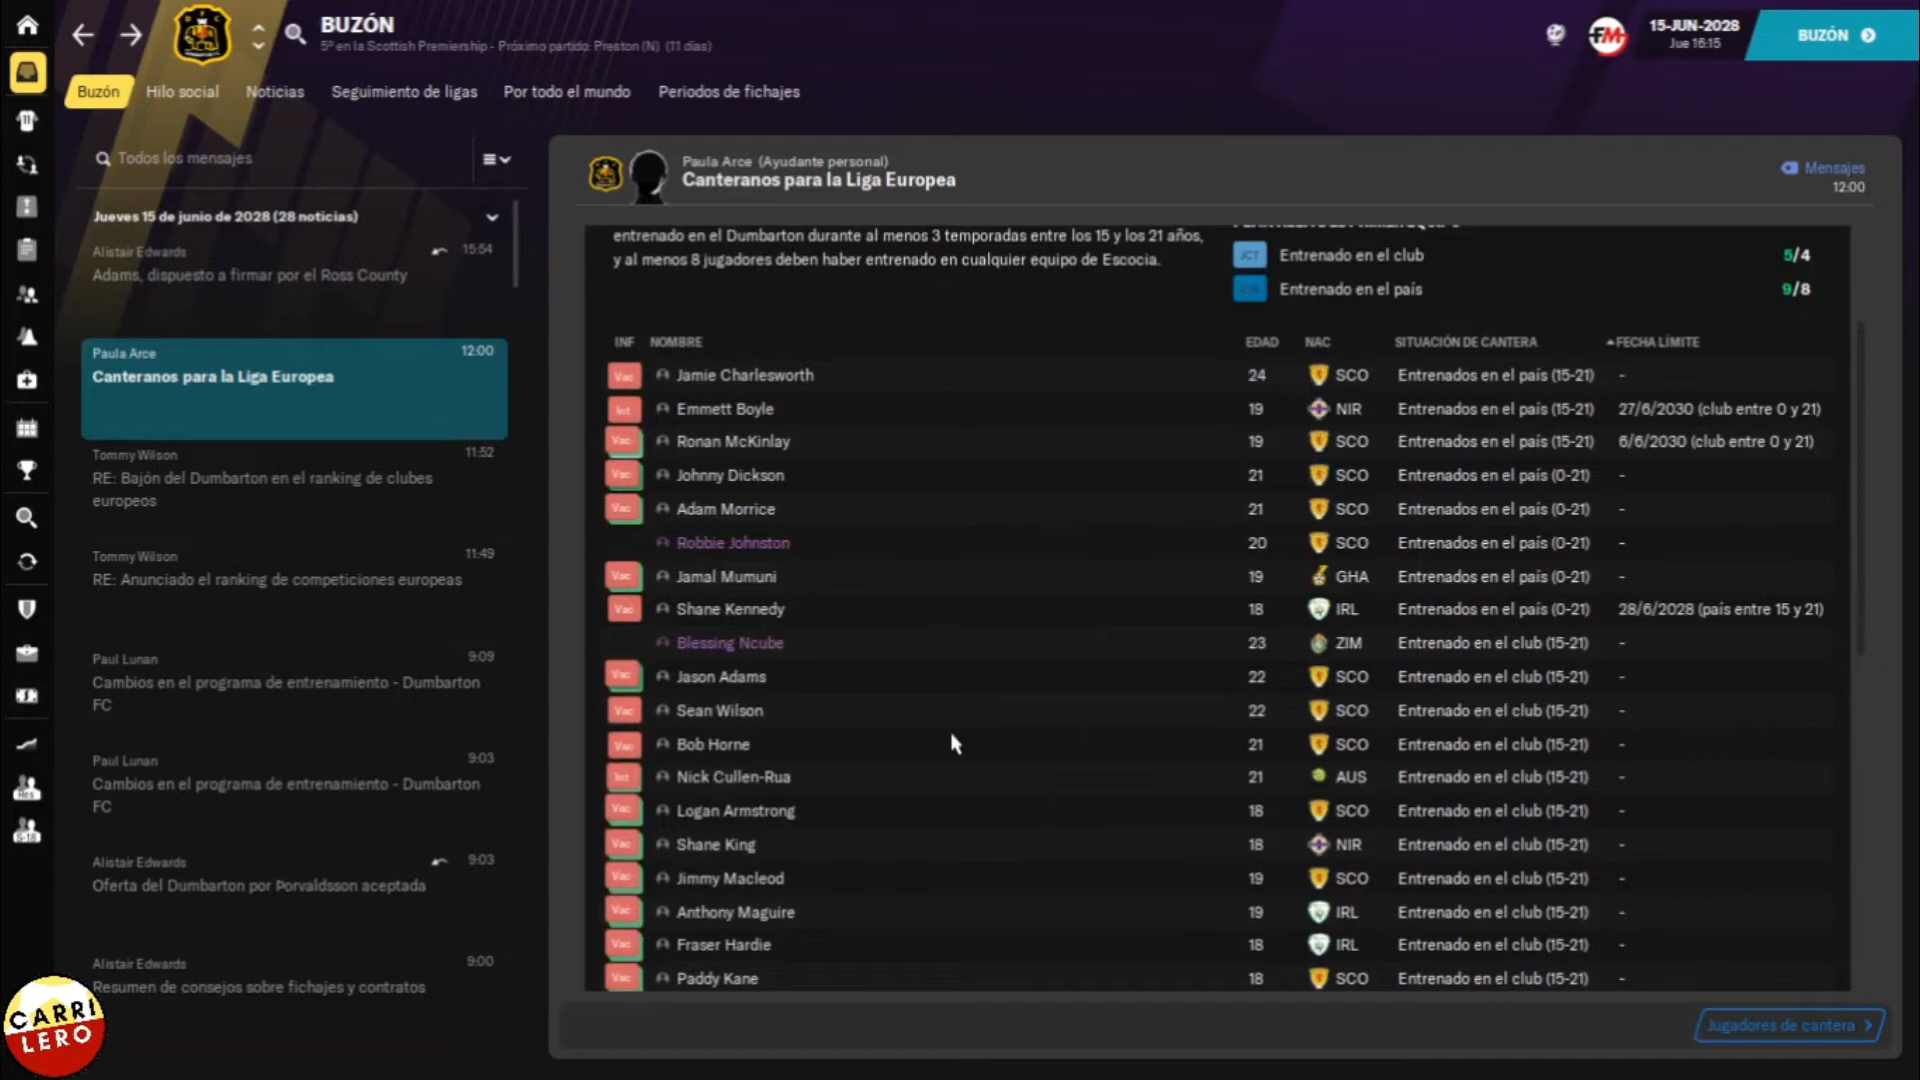 BUZÓN
5º en la Scottish Premiership - Próximo partido: Preston (N) (11 días)
FM
15-JUN-2028
Jue 16:15
BUZÓN
Buzón
Hilo social
Noticias
Seguimiento de ligas
Por todo el mundo
Periodos de fichajes
Todos los mensajes
Jueves 15 de junio de 2028 (28 noticias)
Alistair Edwards
15:54
Adams, dispuesto a firmar por el Ross County
Paula Arce
12:00
Canteranos para la Liga Europea
Tommy Wilson
11:52
RE: Bajón del Dumbarton en el ranking de clubes
europeos
Tommy Wilson
11:49
RE: Anunciado el ranking de competiciones europeas
Paul Lunan
9:09
Cambios en el programa de entrenamiento - Dumbarton
FC
Paul Lunan
9:03
Cambios en el programa de entrenamiento - Dumbarton
FC
Alistair Edwards
9:03
Oferta del Dumbarton por Þorvaldsson aceptada
Alistair Edwards
9:00
Resumen de consejos sobre fichajes y contratos
CARRI
LERO
Paula Arce (Ayudante personal)
Canteranos para la Liga Europea
Mensajes
12:00
entrenado en el Dumbarton durante al menos 3 temporadas entre los 15 y los 21 años,
y al menos 8 jugadores deben haber entrenado en cualquier equipo de Escocia.
Entrenado en el club 5/4
Entrenado en el país 9/8
INF NOMBRE EDAD NAC SITUACIÓN DE CANTERA FECHA LÍMITE
Vac Jamie Charlesworth 24 SCO Entrenados en el país (15-21) -
Int Emmett Boyle 19 NIR Entrenados en el país (15-21) 27/6/2030 (club entre 0 y 21)
Vac Ronan McKinlay 19 SCO Entrenados en el país (15-21) 6/6/2030 (club entre 0 y 21)
Vac Johnny Dickson 21 SCO Entrenados en el país (0-21) -
Vac Adam Morrice 21 SCO Entrenados en el país (0-21) -
Robbie Johnston 20 SCO Entrenados en el país (0-21) -
Vac Jamal Mumuni 19 GHA Entrenados en el país (0-21) -
Vac Shane Kennedy 18 IRL Entrenados en el país (0-21) 28/6/2028 (país entre 15 y 21)
Blessing Ncube 23 ZIM Entrenado en el club (15-21) -
Vac Jason Adams 22 SCO Entrenado en el club (15-21) -
Vac Sean Wilson 22 SCO Entrenado en el club (15-21) -
Vac Bob Horne 21 SCO Entrenado en el club (15-21) -
Int Nick Cullen-Rua 21 AUS Entrenado en el club (15-21) -
Vac Logan Armstrong 18 SCO Entrenado en el club (15-21) -
Vac Shane King 18 NIR Entrenado en el club (15-21) -
Vac Jimmy Macleod 19 SCO Entrenado en el club (15-21) -
Vac Anthony Maguire 19 IRL Entrenado en el club (15-21) -
Vac Fraser Hardie 18 IRL Entrenado en el club (15-21) -
Vac Paddy Kane 18 SCO Entrenado en el club (15-21) -
Jugadores de cantera